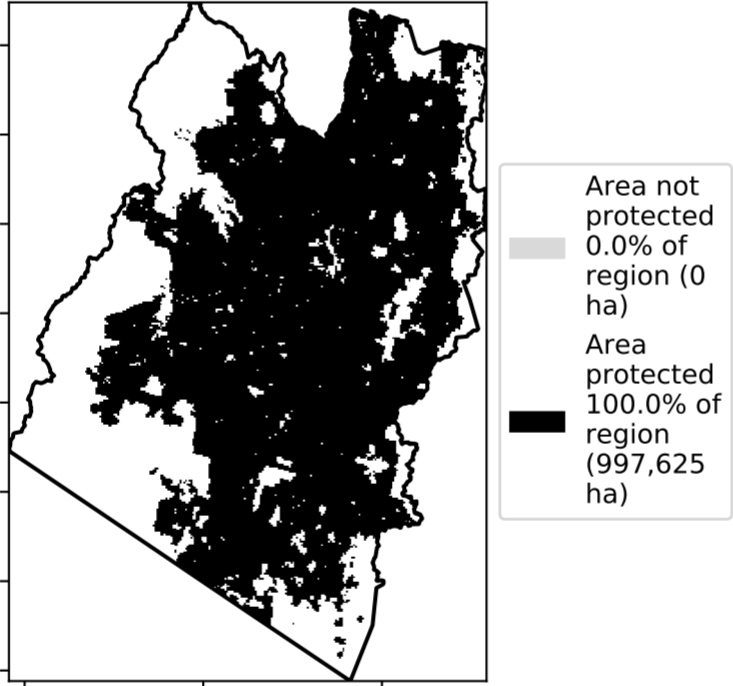 Area not
protected
0.0% of
region (0
ha)
Area
protected
100.0% of
region
(997,625
ha)